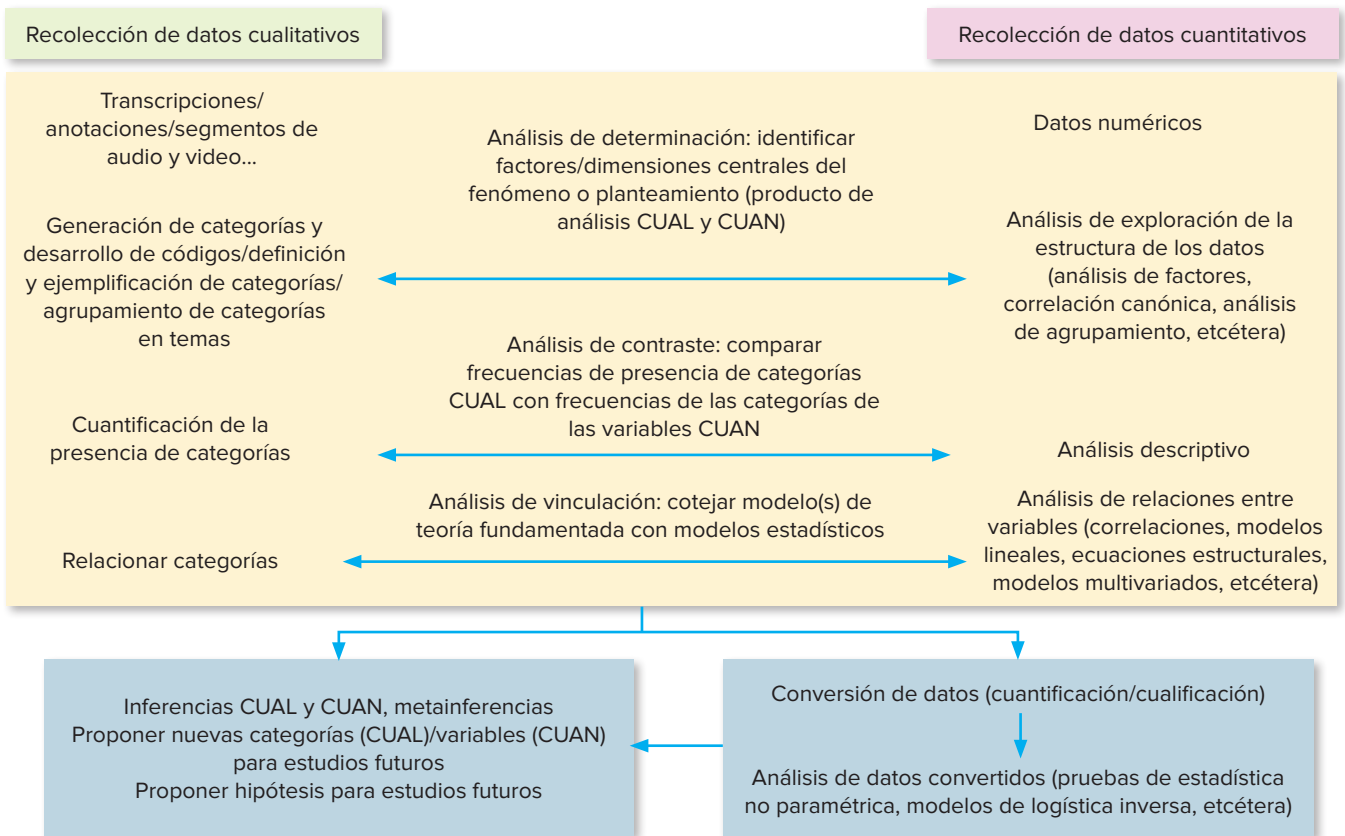 Recolección de datos cualitativos
Recolección de datos cuantitativos
Transcripciones/
anotaciones/segmentos de
audio y video...
Análisis de determinación: identificar
factores/dimensiones centrales del
fenómeno o planteamiento (producto de
análisis CUAL y CUAN)
Datos numéricos
Generación de categorías y
desarrollo de códigos/definición
y ejemplificación de categorías/
agrupamiento de categorías
en temas
Análisis de exploración de la
estructura de los datos
(análisis de factores,
correlación canónica, análisis
de agrupamiento, etcétera)
Análisis de contraste: comparar
frecuencias de presencia de categorías
CUAL con frecuencias de las categorías de
las variables CUAN
Cuantificación de la
presencia de categorías
Análisis descriptivo
Análisis de vinculación: cotejar modelo(s) de
teoría fundamentada con modelos estadísticos
Relacionar categorías
Análisis de relaciones entre
variables (correlaciones, modelos
lineales, ecuaciones estructurales,
modelos multivariados, etcétera)
Inferencias CUAL y CUAN, metainferencias
Proponer nuevas categorías (CUAL)/variables (CUAN)
para estudios futuros
Proponer hipótesis para estudios futuros
Conversión de datos (cuantificación/cualificación)
Análisis de datos convertidos (pruebas de estadística
no paramétrica, modelos de logística inversa, etcétera)